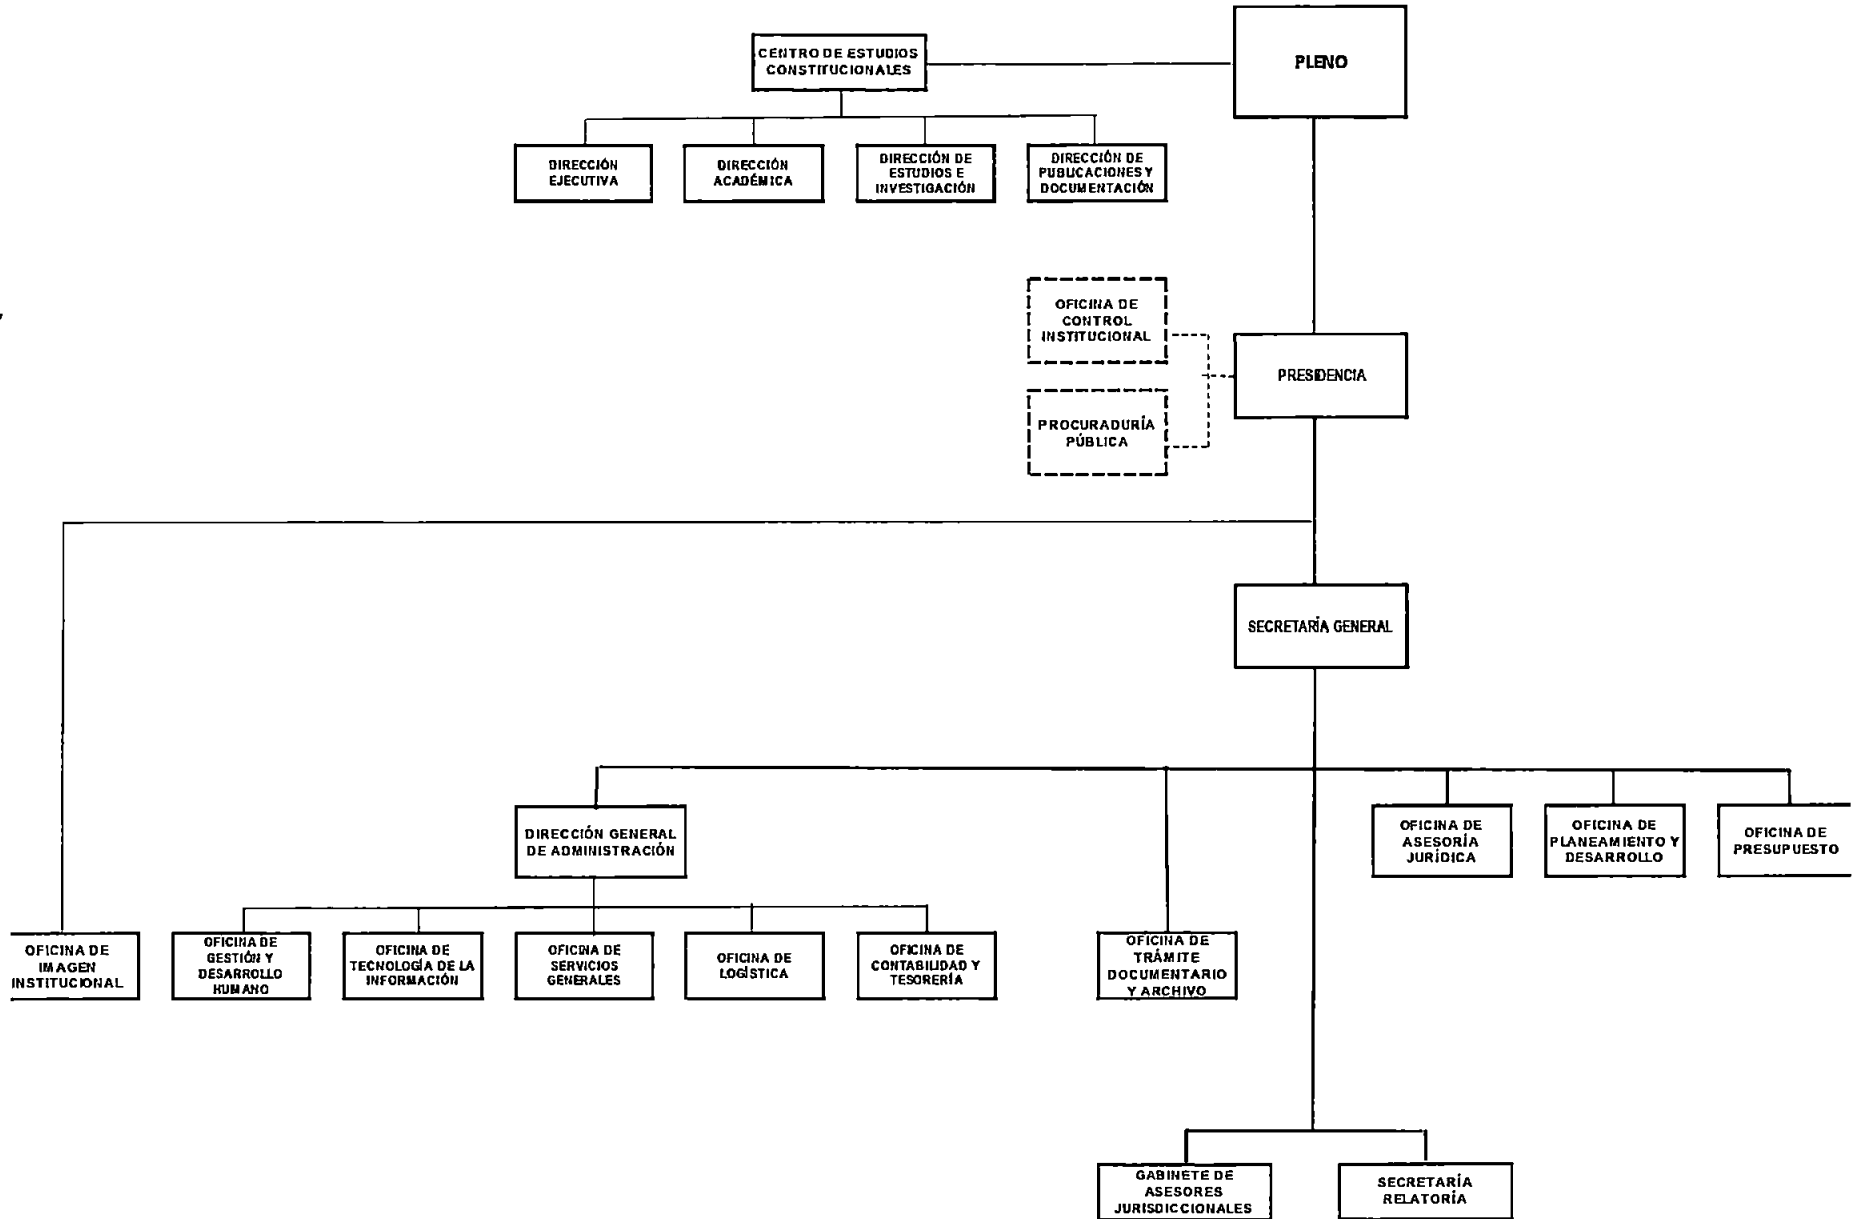 CENTRO DE ESTUDIOS
CONSTITUCIONALES
PLENO
DIRECCIÓN
EJECUTIVA
DIRECCIÓN
ACADÉMICA
DIRECCIÓN DE
ESTUDIOS E
INVESTIGACIÓN
DIRECCIÓN DE
PUBLICACIONES Y
DOCUMENTACIÓN
OFICINA DE
CONTROL
INSTITUCIONAL
PRESIDENCIA
PROCURADURÍA
PÚBLICA
SECRETARÍA GENERAL
DIRECCIÓN GENERAL
DE ADMINISTRACIÓN
OFICINA DE
ASESORÍA
JURÍDICA
OFICINA DE
PLANEAMIENTO Y
DESARROLLO
OFICINA DE
PRESUPUESTO
OFICINA DE
IMAGEN
INSTITUCIONAL
OFICINA DE
GESTIÓN Y
DESARROLLO
HUMANO
OFICINA DE
TECNOLOGÍA DE LA
INFORMACIÓN
OFICINA DE
SERVICIOS
GENERALES
OFICINA DE
LOGÍSTICA
OFICINA DE
CONTABILIDAD Y
TESORERÍA
OFICINA DE
TRÁMITE
DOCUMENTARIO
Y ARCHIVO
GABINETE DE
ASESORES
JURISDICCIONALES
SECRETARÍA
RELATORÍA